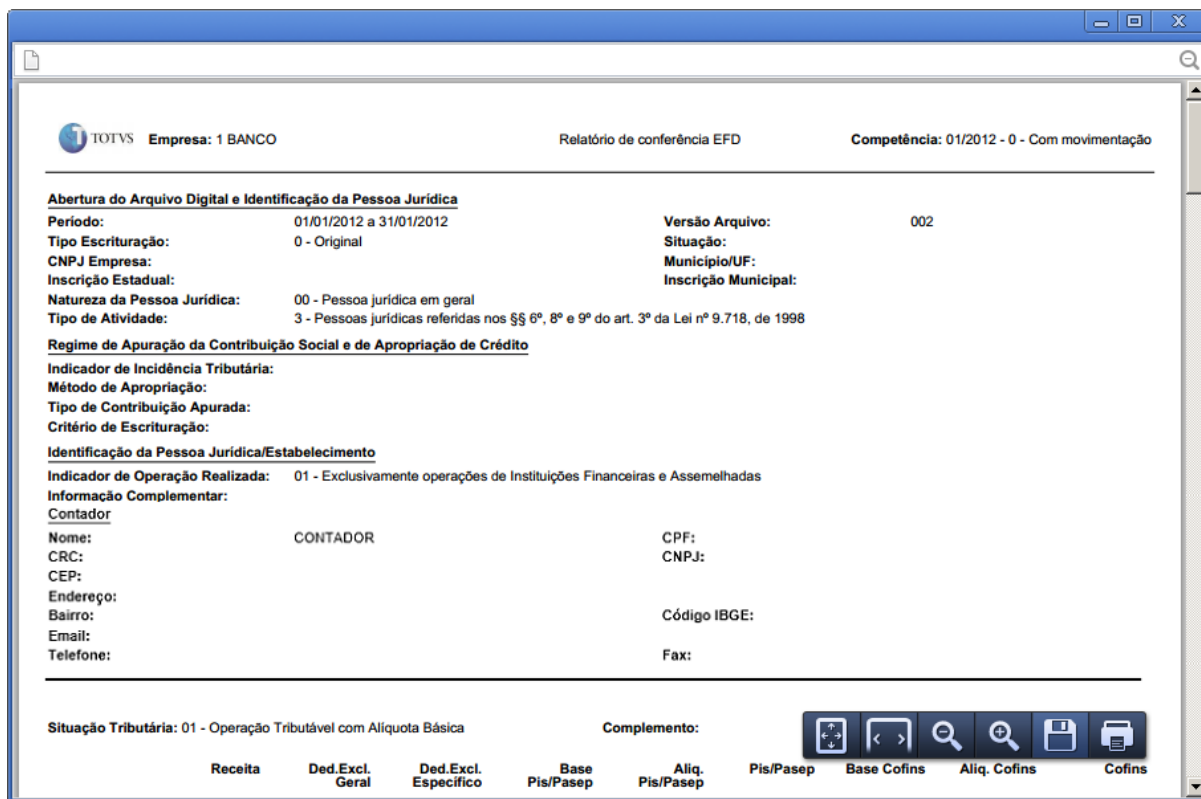 TOTVS Empresa: 1 BANCO Relatório de conferência EFD Competência: 01/2012 - 0 - Com movimentação
Abertura do Arquivo Digital e Identificação da Pessoa Jurídica
Período: 01/01/2012 a 31/01/2012 Versão Arquivo: 002
Tipo Escrituração: 0 - Original Situação:
CNPJ Empresa: Município/UF:
Inscrição Estadual: Inscrição Municipal:
Natureza da Pessoa Jurídica: 00 - Pessoa jurídica em geral
Tipo de Atividade: 3 - Pessoas jurídicas referidas nos §§ 6º, 8º e 9º do art. 3º da Lei nº 9.718, de 1998
Regime de Apuração da Contribuição Social e de Apropriação de Crédito
Indicador de Incidência Tributária:
Método de Apropriação:
Tipo de Contribuição Apurada:
Critério de Escrituração:
Identificação da Pessoa Jurídica/Estabelecimento
Indicador de Operação Realizada: 01 - Exclusivamente operações de Instituições Financeiras e Assemelhadas
Informação Complementar:
Contador
Nome: CONTADOR CPF:
CRC: CNPJ:
CEP:
Endereço:
Bairro: Código IBGE:
Email:
Telefone: Fax:
Situação Tributária: 01 - Operação Tributável com Alíquota Básica Complemento:
Receita Ded.Excl. Ded.Excl. Base Aliq. Pis/Pasep Base Cofins Aliq. Cofins Cofins
Geral Específico Pis/Pasep Pis/Pasep